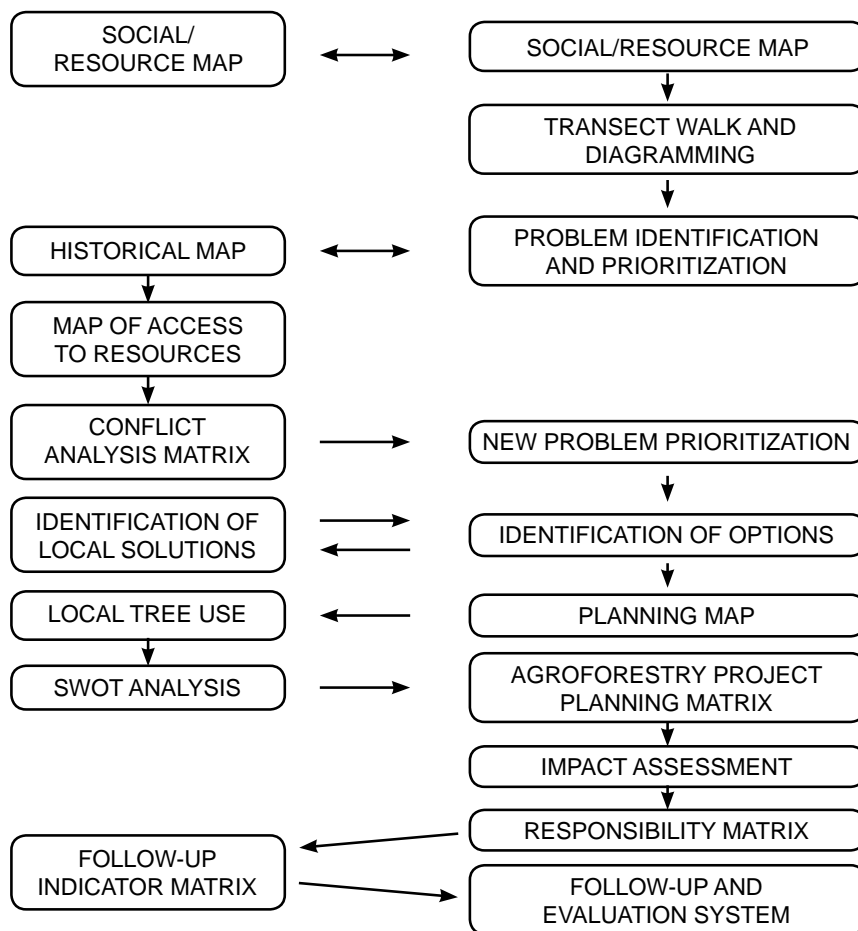 SOCIAL/
RESOURCE MAP
SOCIAL/RESOURCE MAP
TRANSECT WALK AND
DIAGRAMMING
HISTORICAL MAP
PROBLEM IDENTIFICATION
AND PRIORITIZATION
MAP OF ACCESS
TO RESOURCES
CONFLICT
ANALYSIS MATRIX
NEW PROBLEM PRIORITIZATION
IDENTIFICATION OF
LOCAL SOLUTIONS
IDENTIFICATION OF OPTIONS
LOCAL TREE USE
PLANNING MAP
SWOT ANALYSIS
AGROFORESTRY PROJECT
PLANNING MATRIX
IMPACT ASSESSMENT
RESPONSIBILITY MATRIX
FOLLOW-UP
INDICATOR MATRIX
FOLLOW-UP AND
EVALUATION SYSTEM